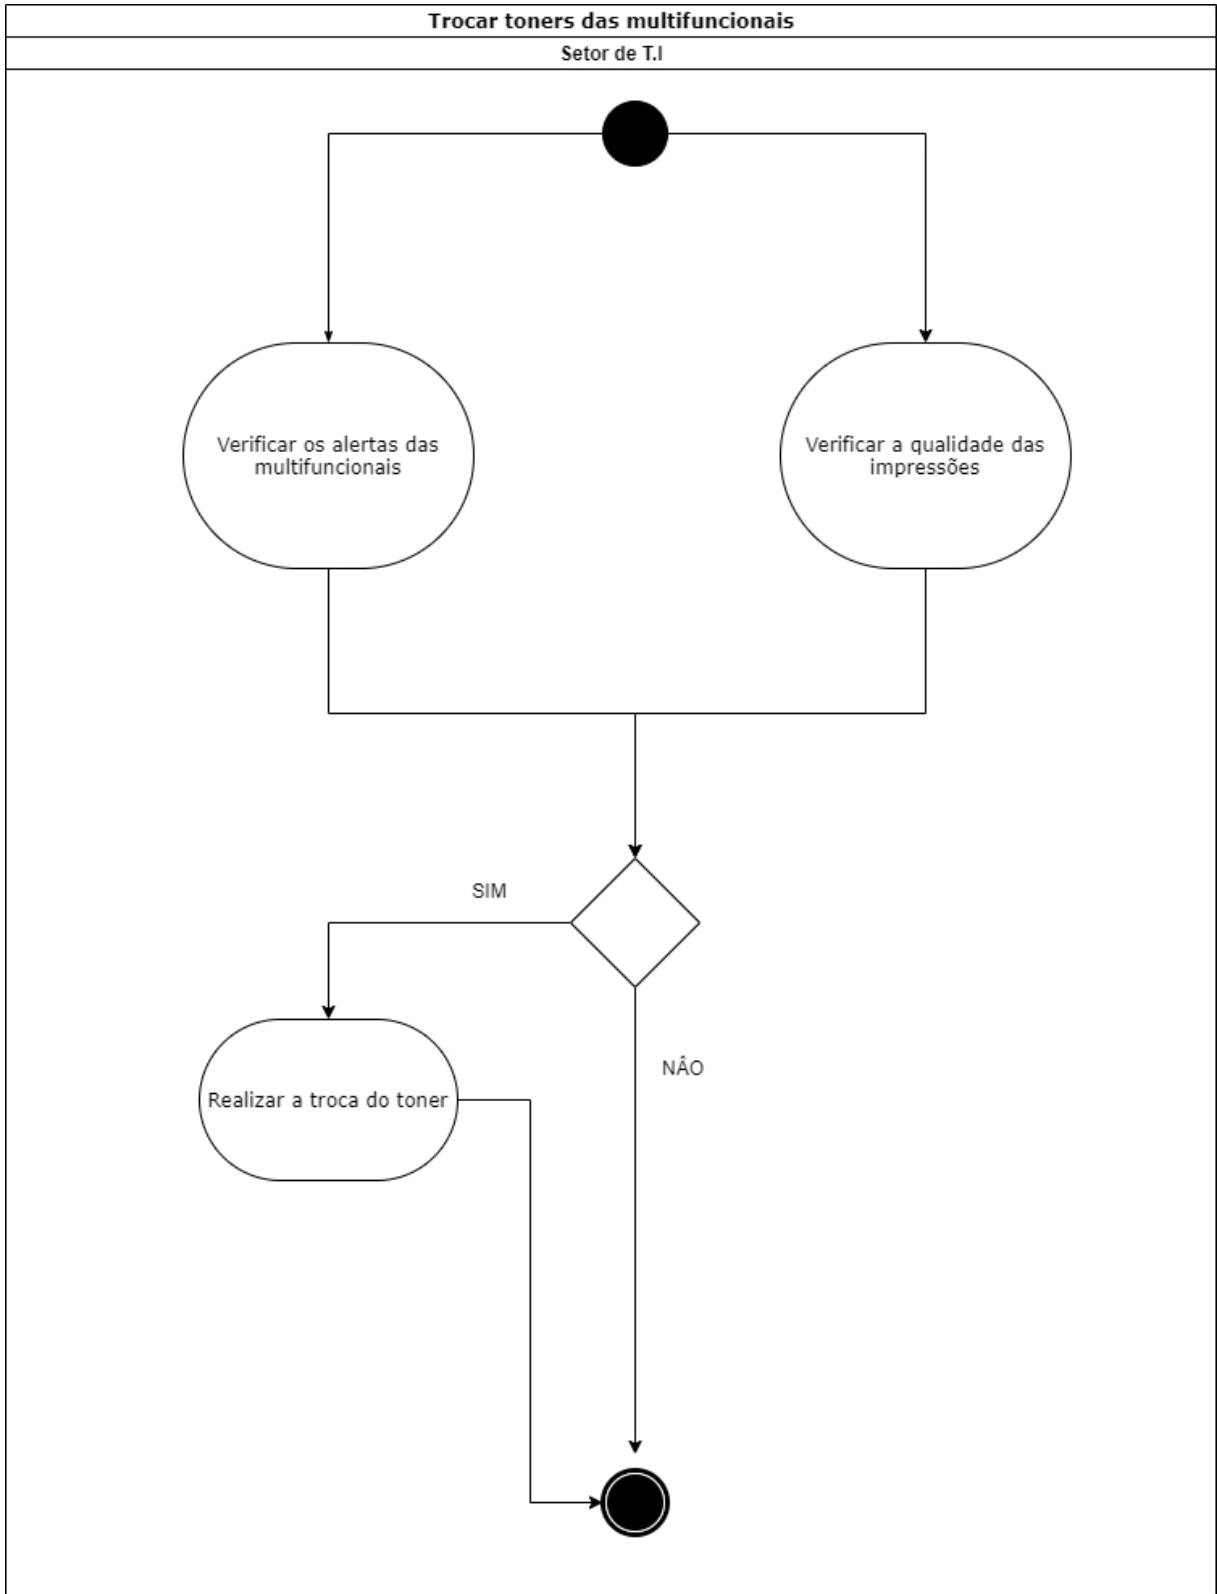 Trocar toners das multifuncionais
Setor de T.I
Verificar os alertas das
multifuncionais
Verificar a qualidade das
impressões
SIM
NÂO
Realizar a troca do toner